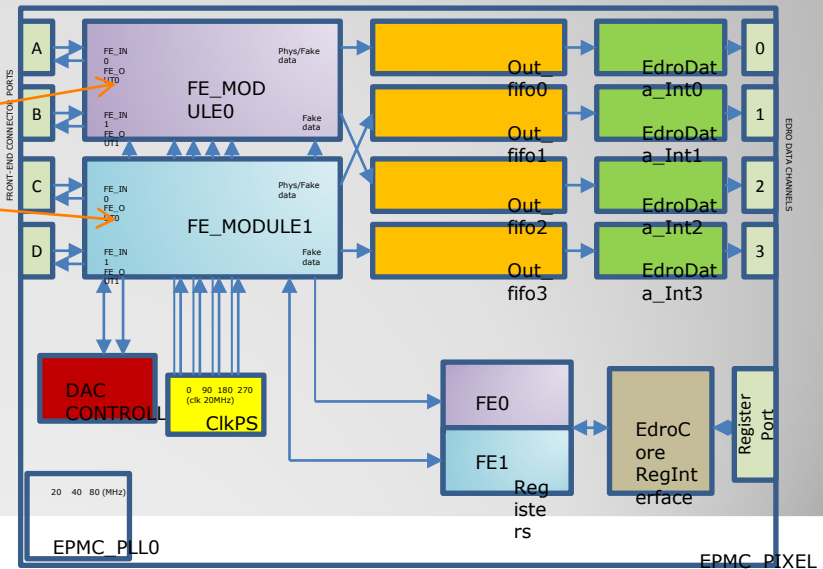 FRONT-END CONNECTOR PORTS
A
B
C
D
FE_IN
0
FE_O
UT0
FE_IN
1
FE_O
UT1
FE_MOD
ULE0
Phys/Fake
data
Fake
data
FE_IN
0
FE_O
UT0
FE_IN
1
FE_O
UT1
FE_MODULE1
Phys/Fake
data
Fake
data
Out_
fifo0
Out_
fifo1
Out_
fifo2
Out_
fifo3
EdroDat
a_Int0
EdroDat
a_Int1
EdroDat
a_Int2
EdroDat
a_Int3
0
1
2
3
EDRO DATA CHANNELS
DAC
CONTROLL
0 90 180 270
(clk 20MHz)
ClkPS
FE0
FE1
Reg
iste
rs
EdroC
ore
RegInt
erface
Register
Port
20 40 80 (MHz)
EPMC_PLL0
EPMC_PIXEL